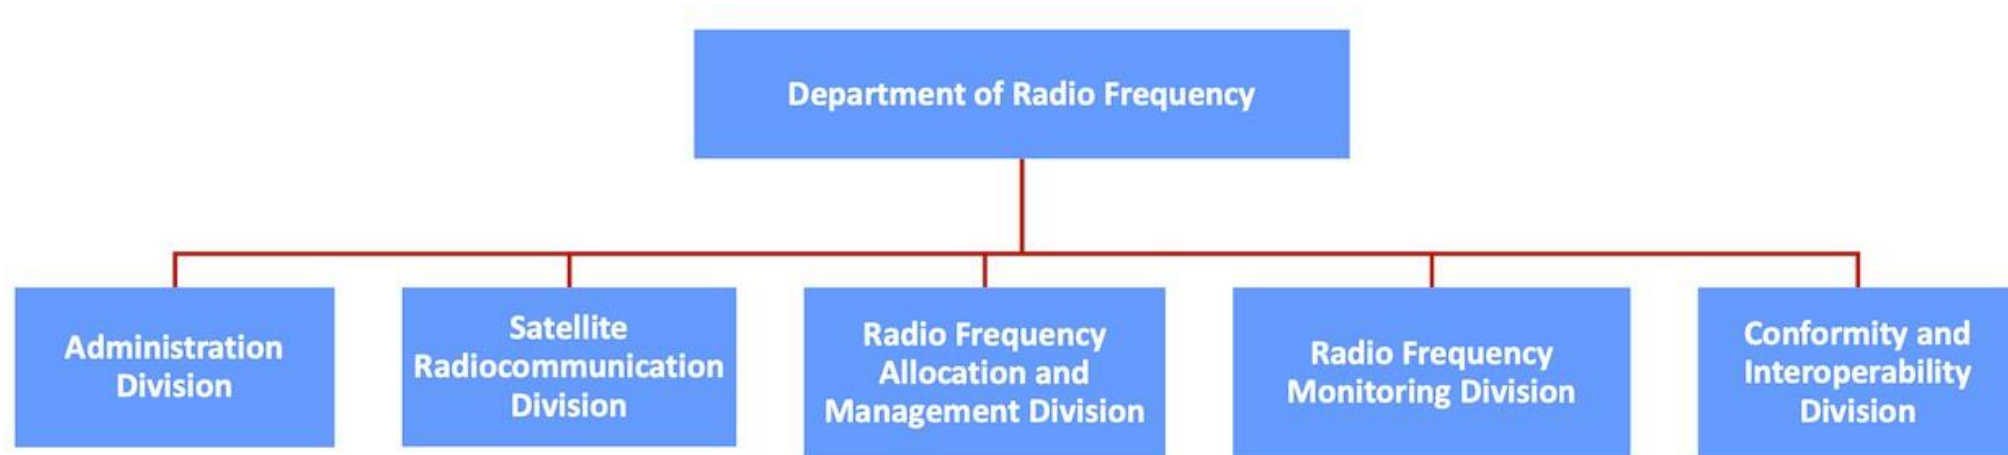 Department of Radio Frequency
Administration
Division
Satellite
Radiocommunication
Division
Radio Frequency
Allocation and
Management Division
Radio Frequency
Monitoring Division
Conformity and
Interoperability
Division